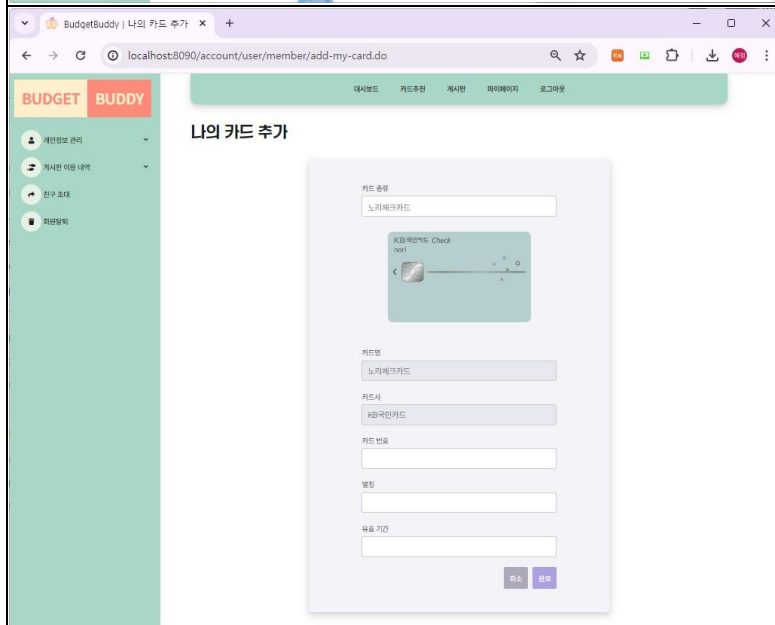 BudgetBuddy | 나의 카드 추가
localhost:8090/account/user/member/add-my-card.do
BUDGET BUDDY
대시보드 카드추천 게시판 마이페이지 로그아웃
개인정보 관리
게시판 이용 내역
친구 초대
회원탈퇴
나의 카드 추가
카드 종류
노리체크카드
KB국민카드 Check
nori
카드명
노리체크카드
카드사
KB국민카드
카드 번호
별칭
유효 기간
취소 완료